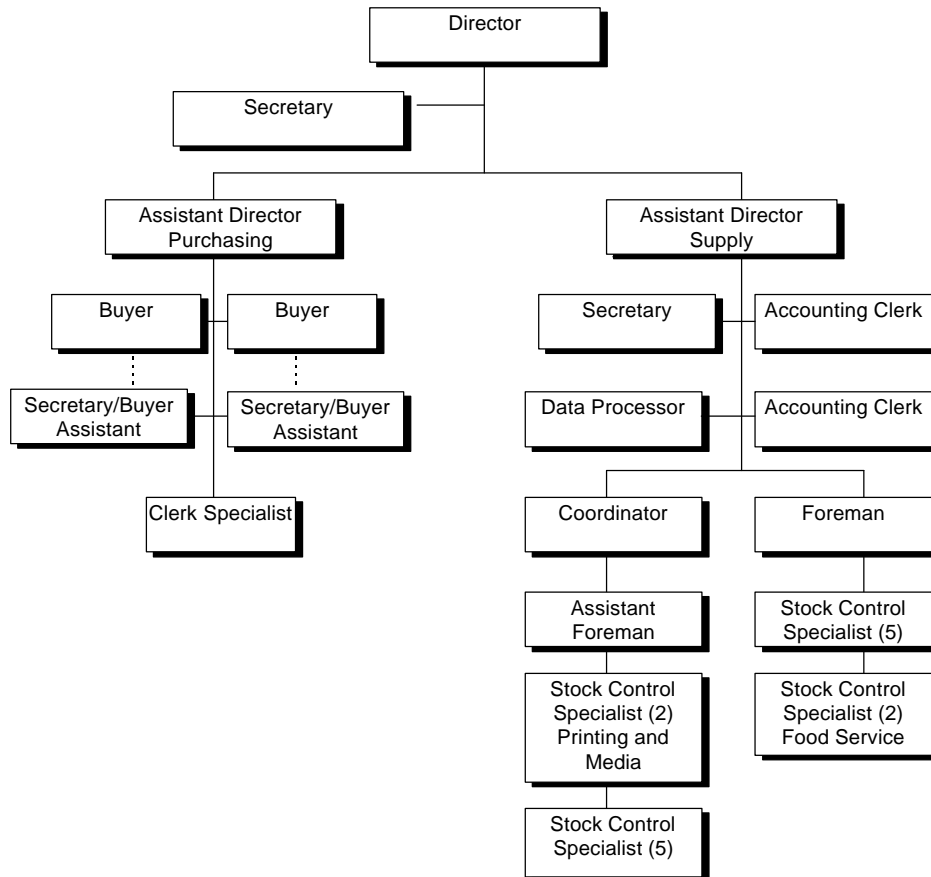 Director
Secretary
Assistant Director
Purchasing
Assistant Director
Supply
Buyer
Buyer
Secretary
Accounting Clerk
Secretary/Buyer
Assistant
Secretary/Buyer
Assistant
Data Processor
Accounting Clerk
Clerk Specialist
Coordinator
Foreman
Assistant
Foreman
Stock Control
Specialist (5)
Stock Control
Specialist (2)
Printing and
Media
Stock Control
Specialist (2)
Food Service
Stock Control
Specialist (5)